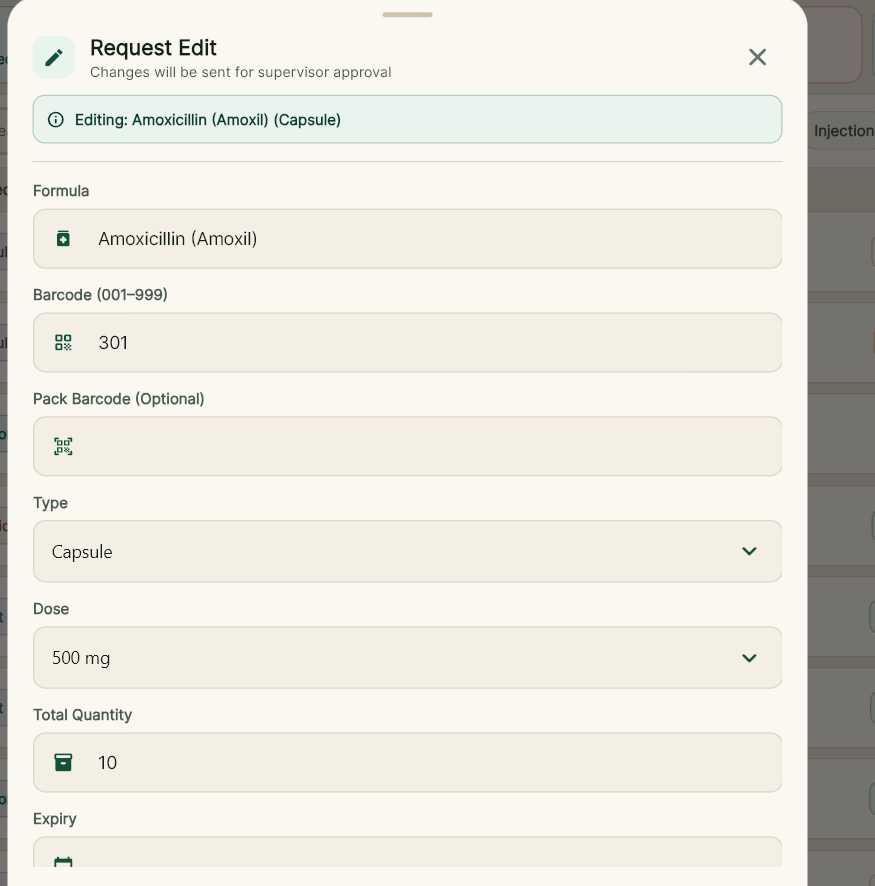 Request Edit
Changes will be sent for supervisor approval
Editing: Amoxicillin (Amoxil) (Capsule)
Injection
Formula
Amoxicillin (Amoxil)
Barcode (001–999)
301
Pack Barcode (Optional)
Type
Capsule
Dose
500 mg
Total Quantity
10
Expiry